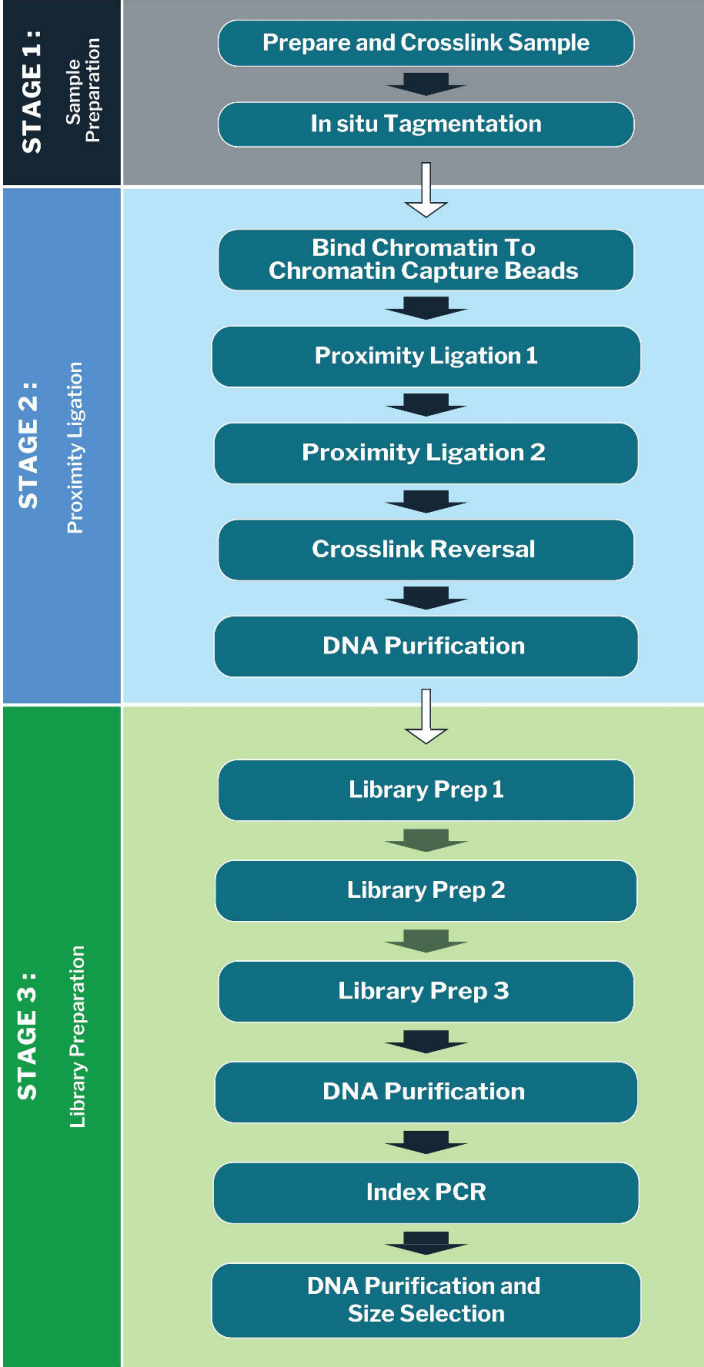 STAGE 1 :
Sample
Preparation
Prepare and Crosslink Sample
In situ Tagmentation
STAGE 2 :
Proximity Ligation
Bind Chromatin To
Chromatin Capture Beads
Proximity Ligation 1
Proximity Ligation 2
Crosslink Reversal
DNA Purification
STAGE 3 :
Library Preparation
Library Prep 1
Library Prep 2
Library Prep 3
DNA Purification
Index PCR
DNA Purification and
Size Selection